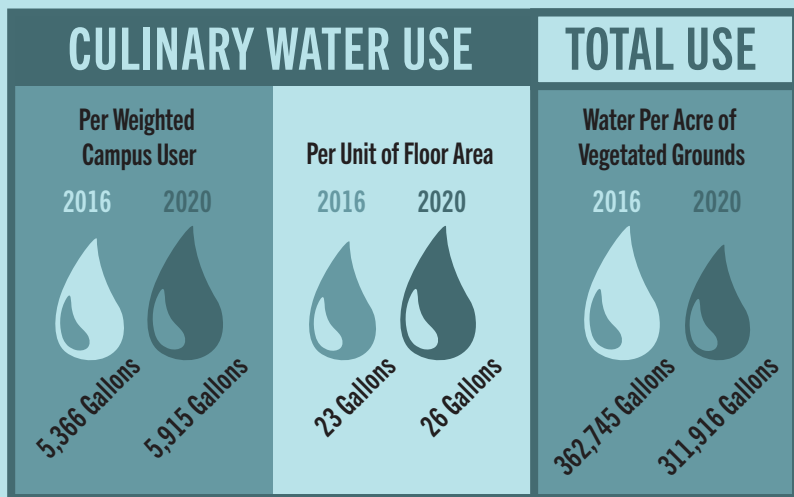 CULINARY WATER USE
Per Weighted
Campus User
2016 2020
5,366 Gallons
5,915 Gallons
Per Unit of Floor Area
2016 2020
23 Gallons
26 Gallons
TOTAL USE
Water Per Acre of
Vegetated Grounds
2016 2020
362,745 Gallons
311,916 Gallons